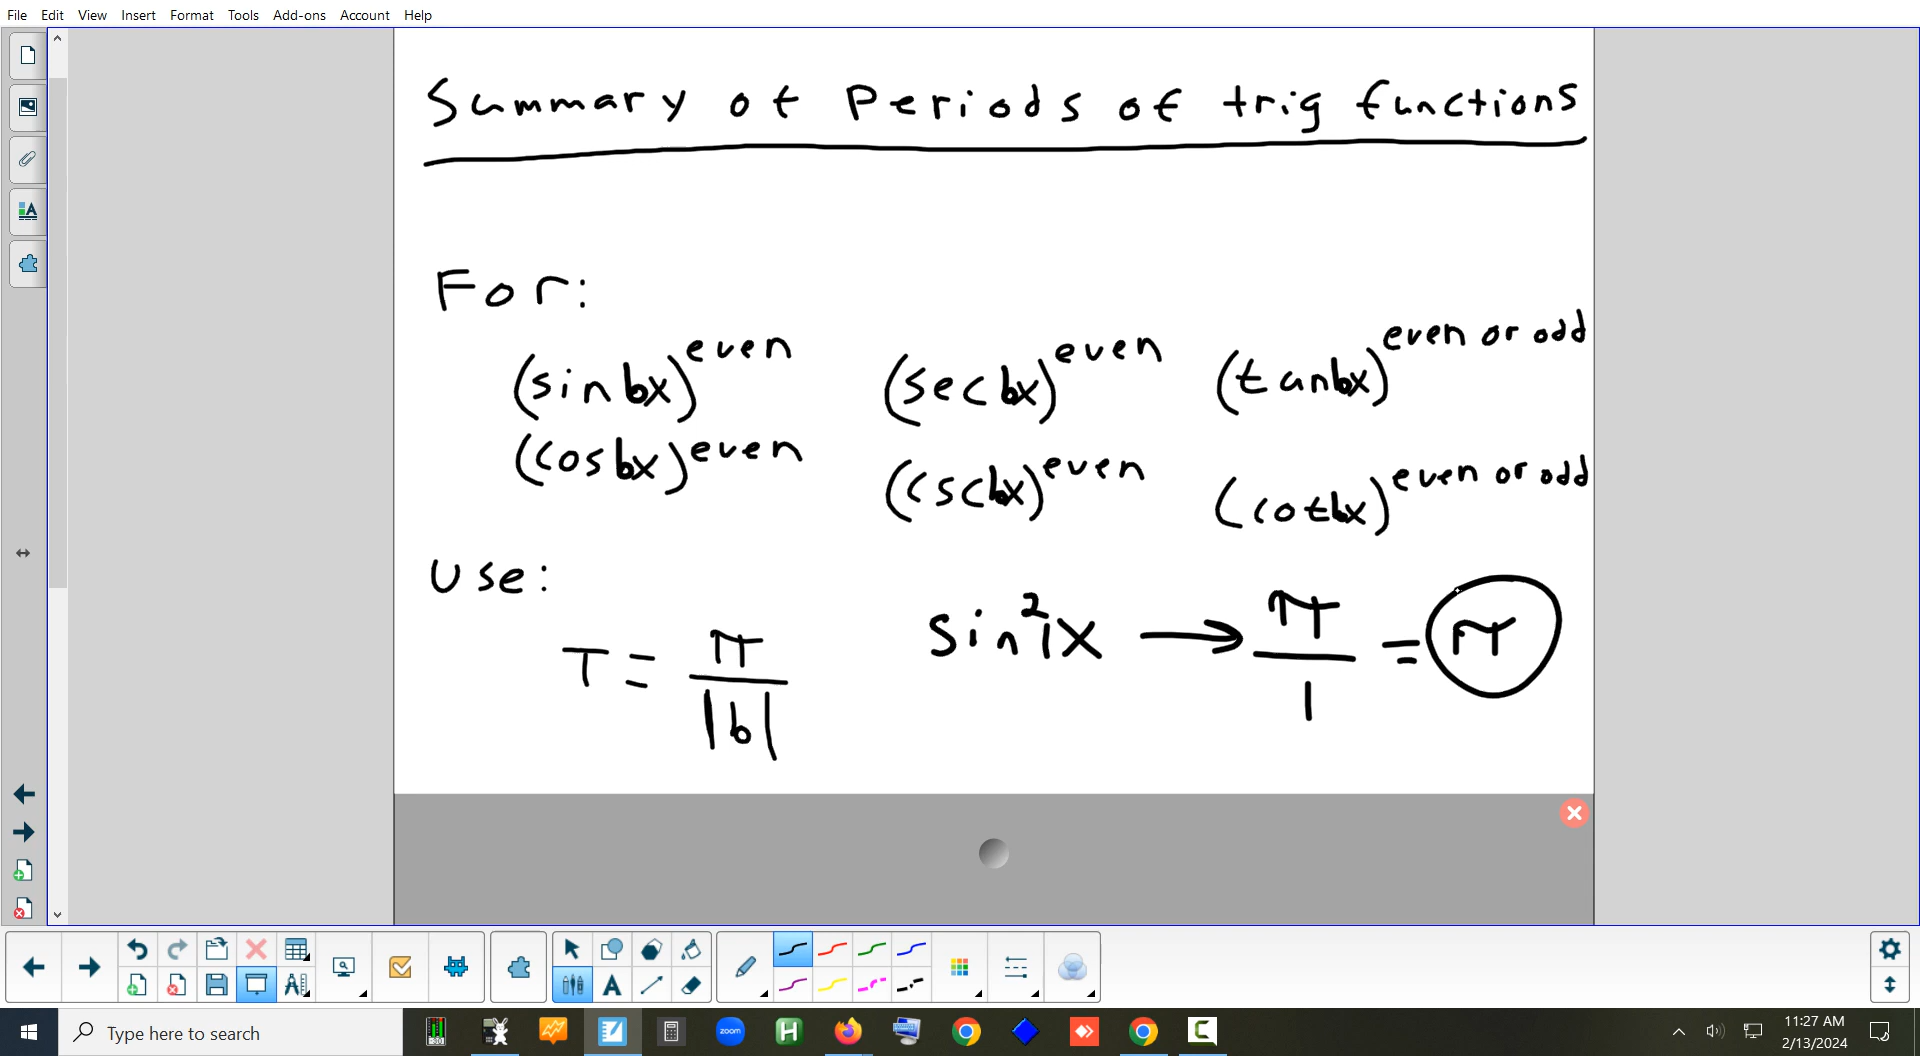 File Edit View Insert Format Tools Add-ons Account Help
Summary of Periods of trig functions
For:
(sin bx)^even (sec bx)^even (tan bx)^even or odd
(cos bx)^even (csc bx)^even (cot bx)^even or odd
Use:
T = π/|b| sin²1x → π/1 = π
Type here to search
zoom
11:27 AM
2/13/2024